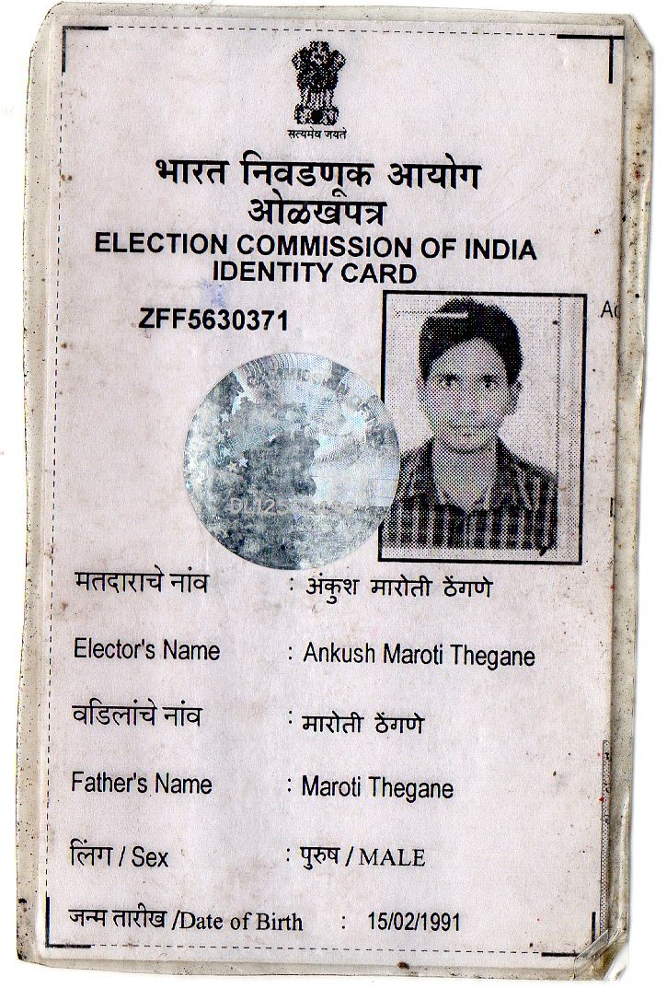 सत्यमेव जयते
भारत निवडणूक आयोग
ओळखपत्र
ELECTION COMMISSION OF INDIA
IDENTITY CARD
ZFF5630371
मतदाराचे नांव : अंकुश मारोती ठेंगणे
Elector's Name : Ankush Maroti Thegane
वडिलांचे नांव : मारोती ठेंगणे
Father's Name : Maroti Thegane
लिंग / Sex : पुरुष / MALE
जन्म तारीख /Date of Birth : 15/02/1991